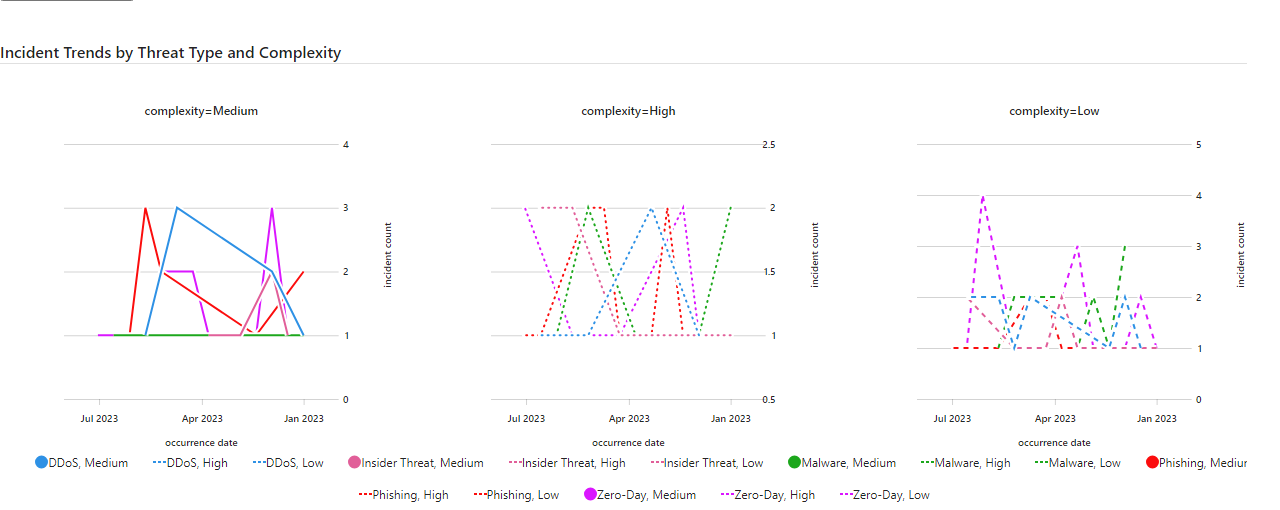 Incident Trends by Threat Type and Complexity
complexity=Medium
4
3
2
1
0
incident count
Jul 2023 Apr 2023 Jan 2023
occurrence date
complexity=High
2.5
2
1.5
1
0.5
incident count
Jul 2023 Apr 2023 Jan 2023
occurrence date
complexity=Low
5
4
3
2
1
0
incident count
Jul 2023 Apr 2023 Jan 2023
occurrence date
DDoS, Medium DDoS, High DDoS, Low Insider Threat, Medium Insider Threat, High Insider Threat, Low Malware, Medium Malware, High Malware, Low Phishing, Mediur
Phishing, High Phishing, Low Zero-Day, Medium Zero-Day, High Zero-Day, Low